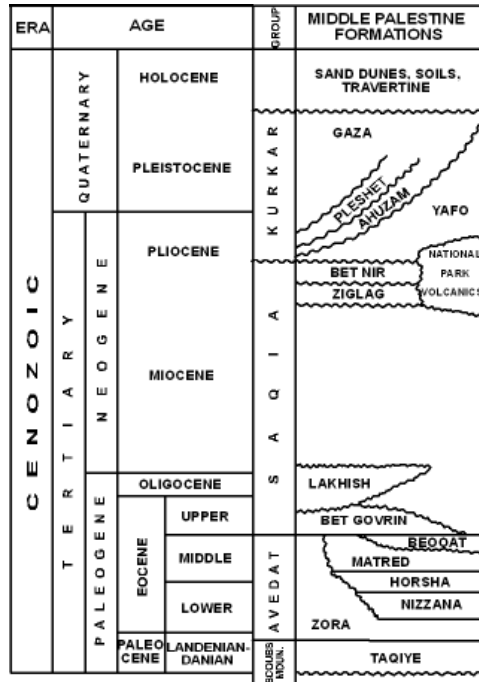 ERA AGE GROUP MIDDLE PALESTINE
FORMATIONS
CENOZOIC
TERTIARY
QUATERNARY
NEOGENE
PALEOGENE
HOLOCENE
PLEISTOCENE
PLIOCENE
MIOCENE
OLIGOCENE
EOCENE
UPPER
MIDDLE
LOWER
PALEO
CENE
LANDENIAN-
DANIAN
KURKAR
SAQIA
AVEDAT
SAND DUNES, SOILS,
TRAVERTINE
GAZA
PLESHET
AHUZAM
YAFO
NATIONAL
PARK
VOLCANICS
BET NIR
ZIGLAG
LAKHISH
BET GOVRIN
BEOQAT
MATRED
HORSHA
NIZZANA
ZORA
TAQIYE